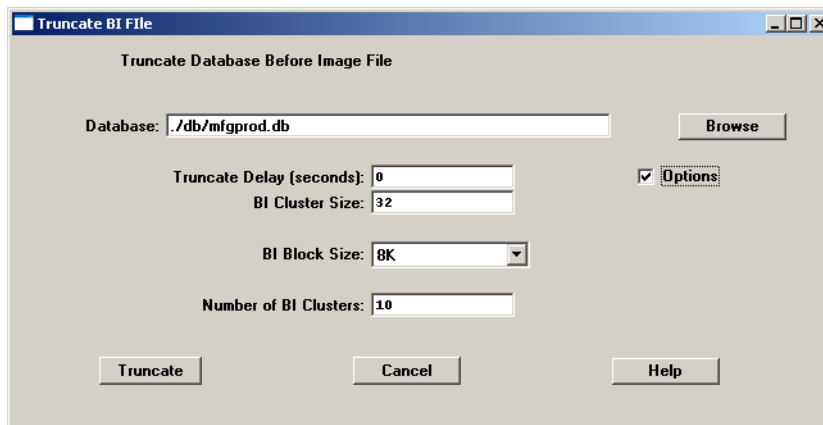 Truncate BI FIle
Truncate Database Before Image File
Database: ./db/mfgprod.db Browse
Truncate Delay (seconds): 0 Options
BI Cluster Size: 32
BI Block Size: 8K
Number of BI Clusters: 10
Truncate Cancel Help